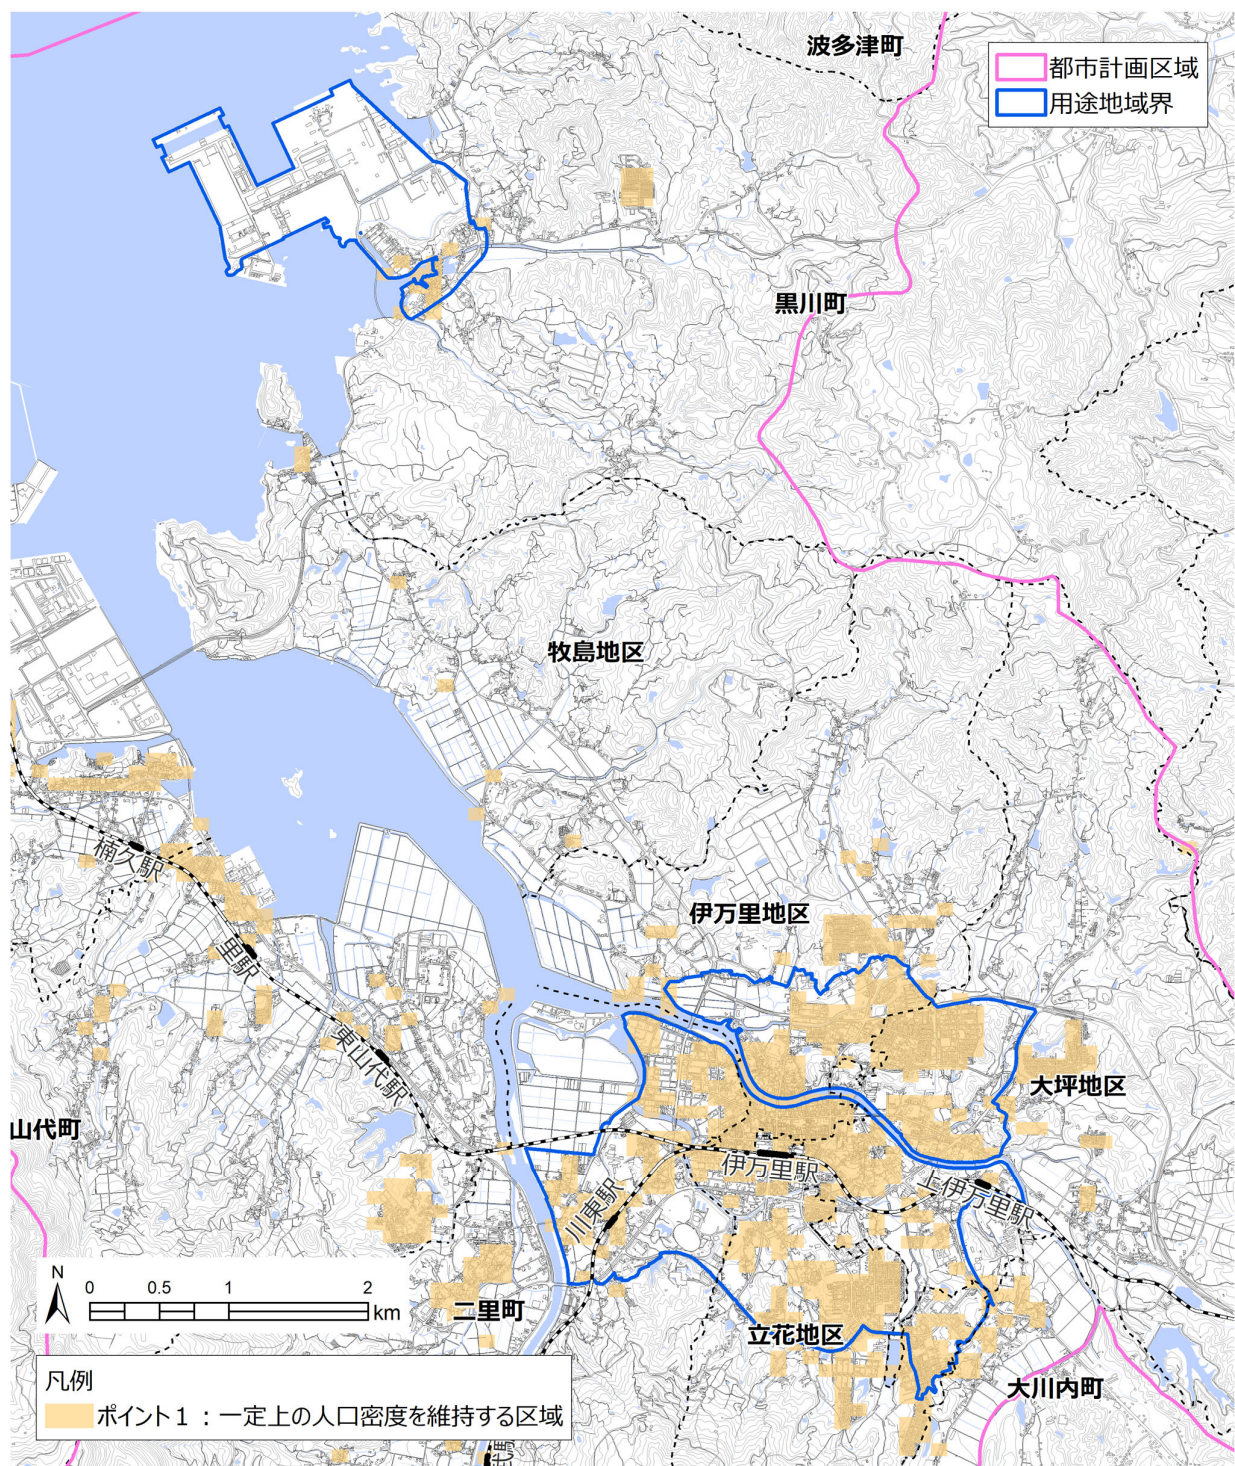 波多津町
都市計画区域
用途地域界
黒川町
牧島地区
楠久駅
里駅
伊万里地区
東山代駅
大坪地区
山代町
伊万里駅
上伊万里駅
川東駅
N
0 0.5 1 2
km
二里町
立花地区
大川内町
凡例
ポイント1:一定上の人口密度を維持する区域